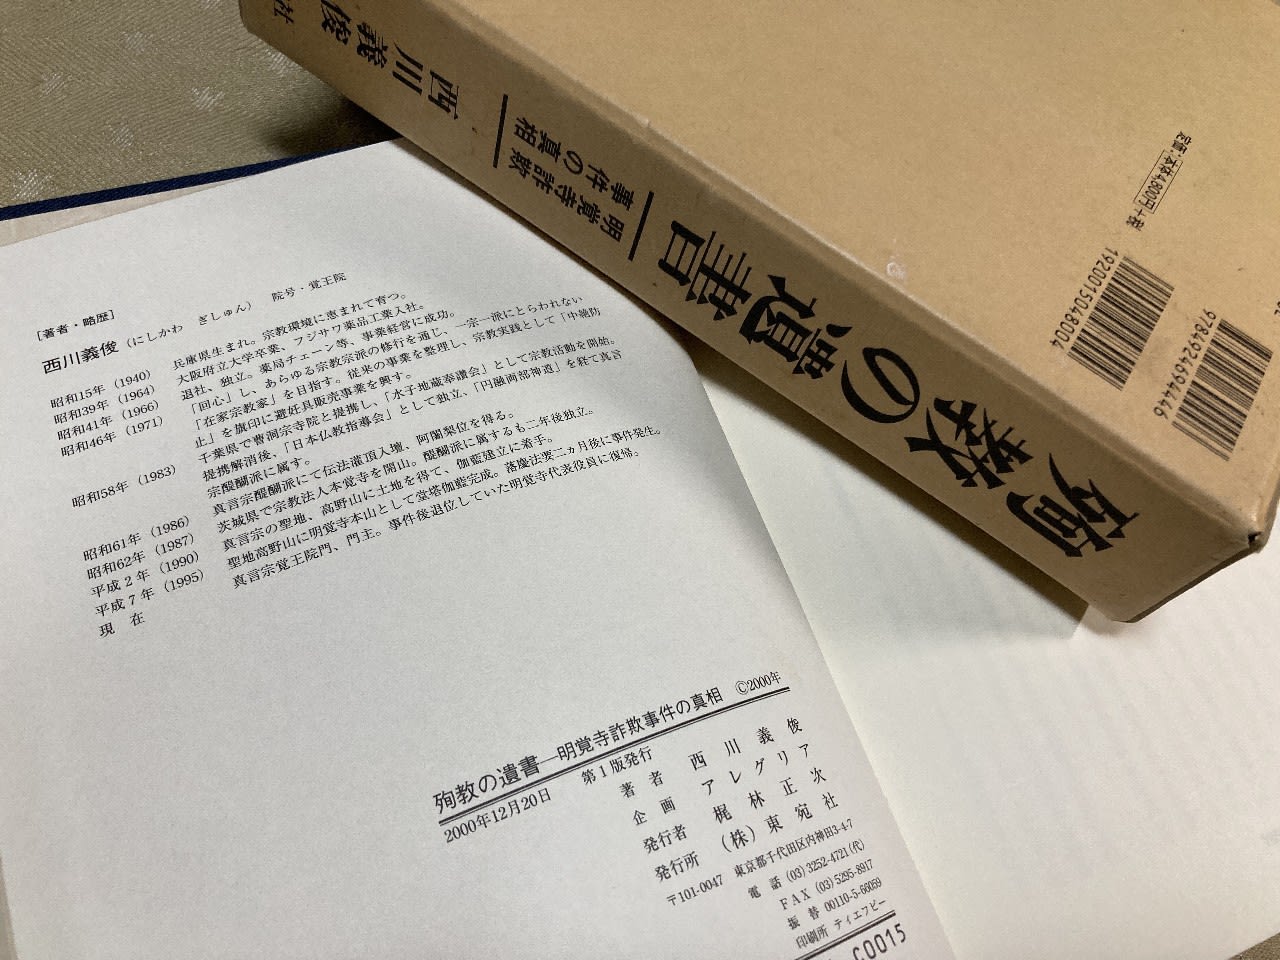 殉教の遺書
明覚寺詐欺
事件の真相
西川義俊
社
定価:本体4,800円+税
1920015048004
9784924694446
[著者・略歴]
西川義俊（にしかわ ぎしゅん） 院号・覚王院
昭和15年（1940） 兵庫県生まれ。宗教環境に恵まれて育つ。
昭和39年（1964） 大阪府立大学卒業、フジサワ薬品工業入社。
昭和41年（1966） 退社、独立。薬局チェーン等、事業経営に成功。
昭和46年（1971） 「回心」し、あらゆる宗教宗派の修行を通じ、一宗一派にとらわれない
「在家宗教家」を目指す。従来の事業を整理し、宗教実践として「中絶防
止」を旗印に避妊具販売事業を興す。
昭和58年（1983） 千葉県で曹洞宗寺院と提携し、「水子地蔵奉讃会」として宗教活動を開始。
提携解消後、「日本仏教指導会」として独立、「円融両部神道」を経て真言
宗醍醐派に属す。
昭和61年（1986） 真言宗醍醐派にて伝法灌頂入壇、阿闍梨位を得る。
昭和62年（1987） 茨城県で宗教法人本覚寺を開山。醍醐派に属するも二年後独立。
平成２年（1990） 真言宗の聖地、高野山に土地を得て、伽藍建立に着手。
平成７年（1995） 聖地高野山に明覚寺本山として堂塔伽藍完成。落慶法要二ヵ月後に事件発生。
現 在 真言宗覚王院門、門主。事件後退位していた明覚寺代表役員に復帰。
殉教の遺書―明覚寺詐欺事件の真相 ©2000年
2000年12月20日 第１版発行
著者 西川義俊
企画 アレグリア
発行者 梶林正次
発行所 （株）東宛社
〒101-0047 東京都千代田区内神田3-4-7
電話 (03) 3252-4721(代)
FAX (03) 5295-8917
振替 00110-5-66059
印刷所 ティエフピー
C0015